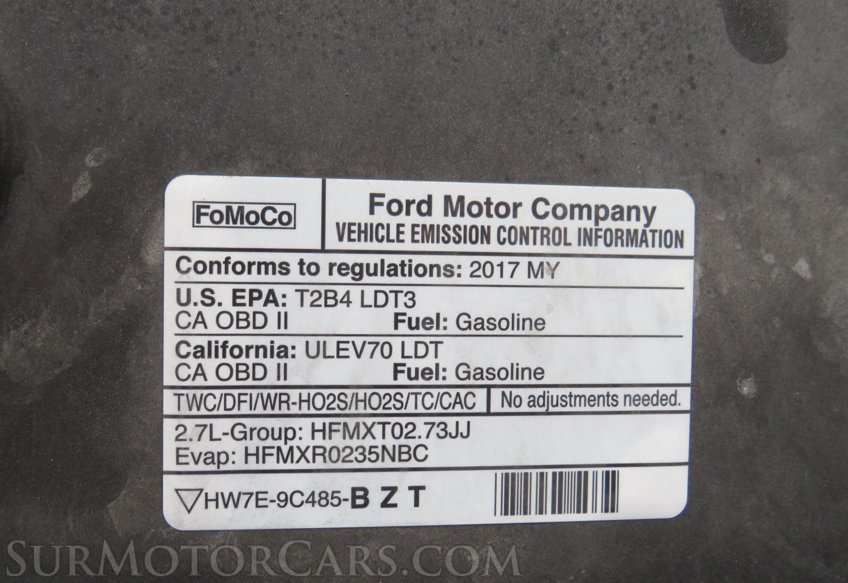 FoMoCo
Ford Motor Company
VEHICLE EMISSION CONTROL INFORMATION
Conforms to regulations: 2017 MY
U.S. EPA: T2B4 LDT3
CA OBD II Fuel: Gasoline
California: ULEV70 LDT
CA OBD II Fuel: Gasoline
TWC/DFI/WR-HO2S/HO2S/TC/CAC No adjustments needed.
2.7L-Group: HFMXT02.73JJ
Evap: HFMXR0235NBC
HW7E-9C485-B Z T
SurMotorCars.com